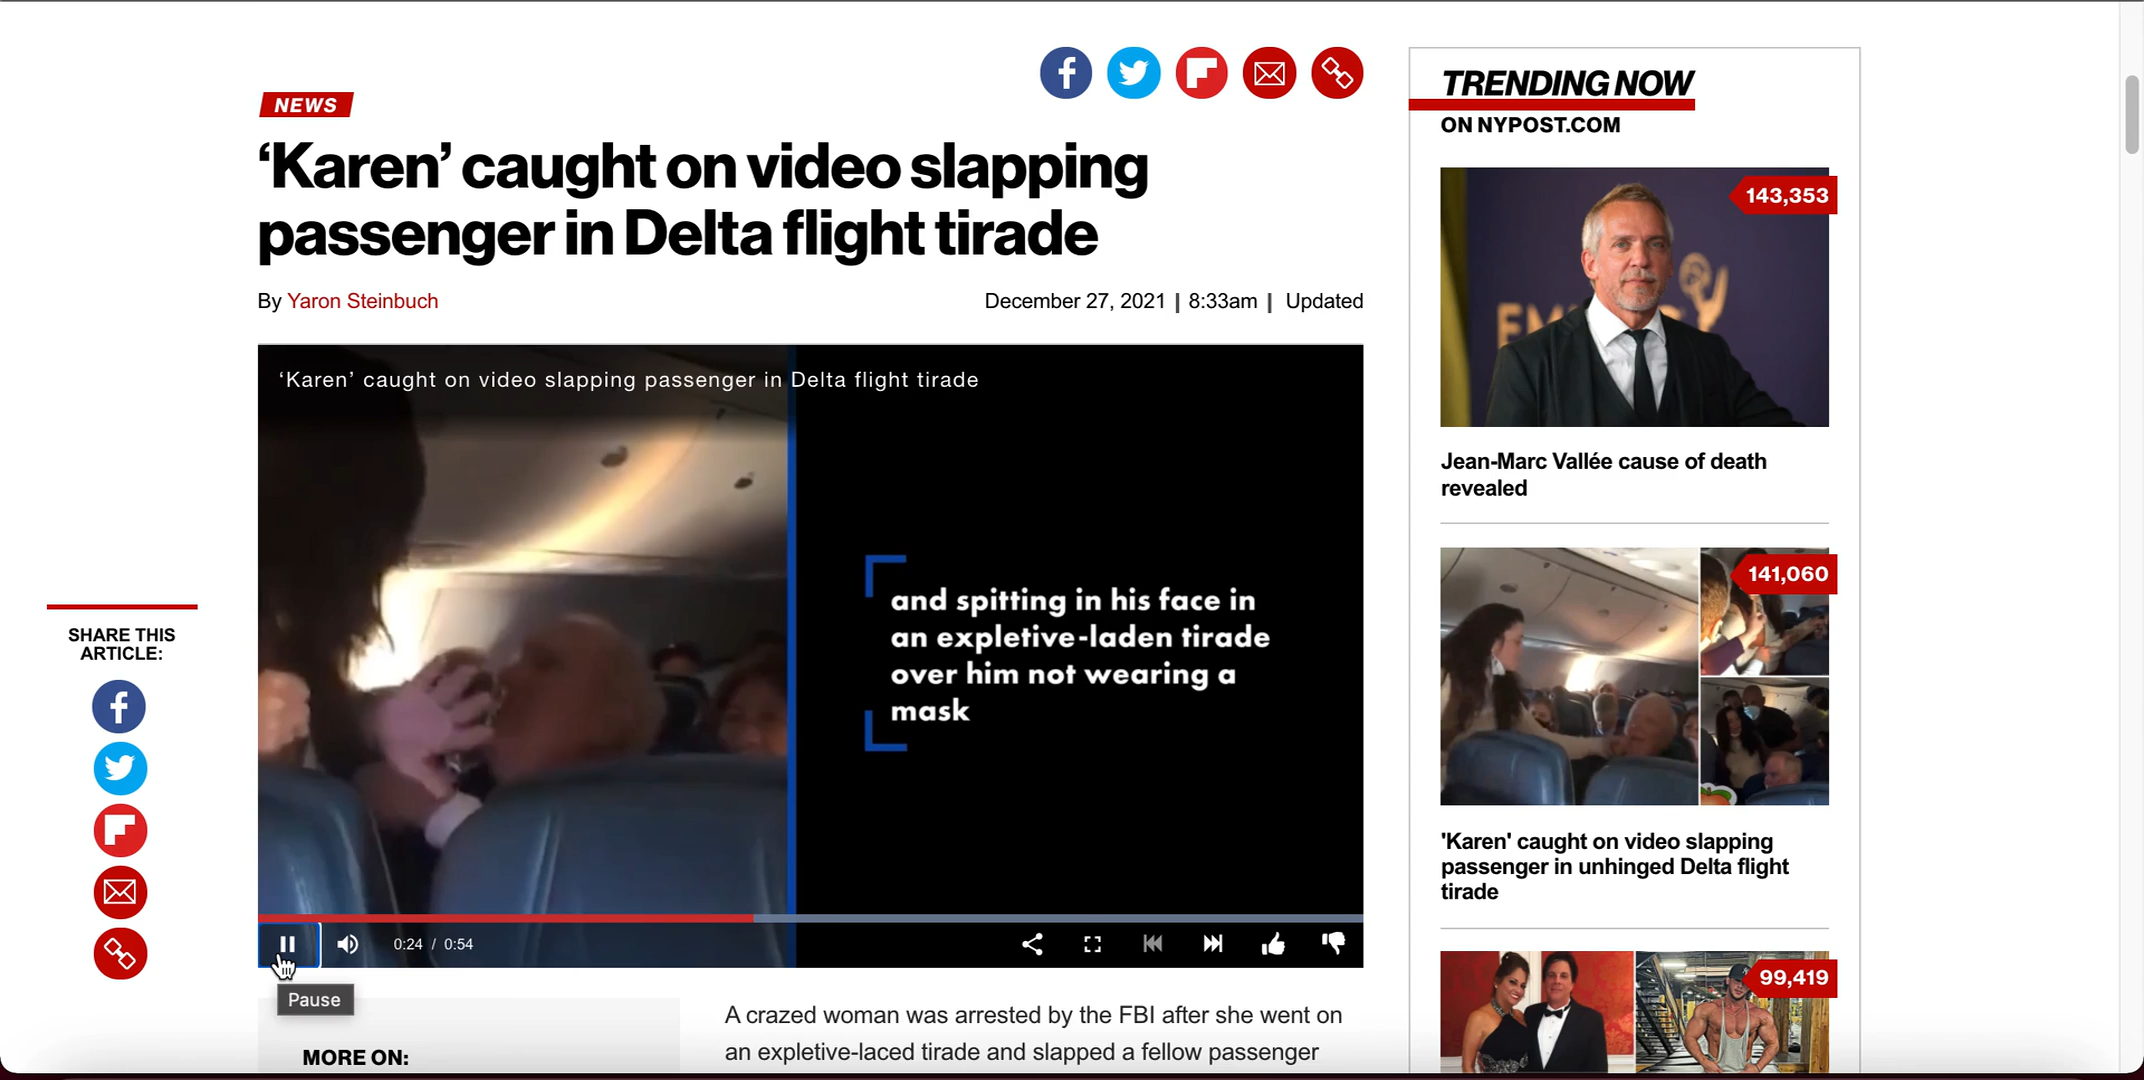 NEWS
‘Karen’ caught on video slapping
passenger in Delta flight tirade
By Yaron Steinbuch
December 27, 2021 | 8:33am | Updated
‘Karen’ caught on video slapping passenger in Delta flight tirade
and spitting in his face in
an expletive-laden tirade
over him not wearing a
mask
0:24 / 0:54
Pause
SHARE THIS
ARTICLE:
MORE ON:
A crazed woman was arrested by the FBI after she went on
an expletive-laced tirade and slapped a fellow passenger
TRENDING NOW
ON NYPOST.COM
143,353
EMMY
Jean-Marc Vallée cause of death
revealed
141,060
'Karen' caught on video slapping
passenger in unhinged Delta flight
tirade
99,419